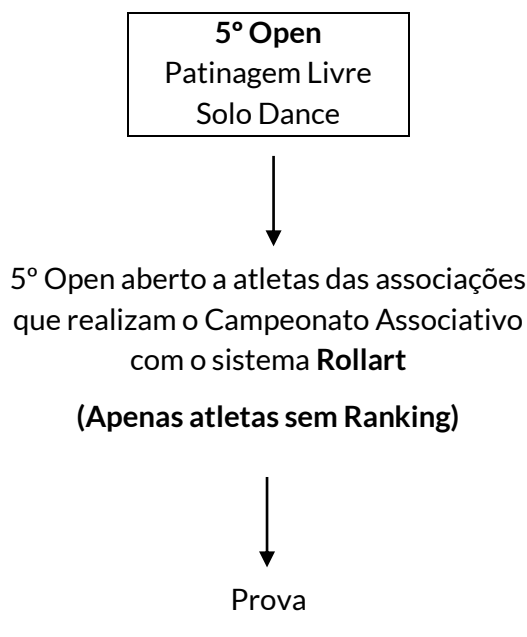 5º Open
Patinagem Livre
Solo Dance
5º Open aberto a atletas das associações
que realizam o Campeonato Associativo
com o sistema Rollart
(Apenas atletas sem Ranking)
Prova